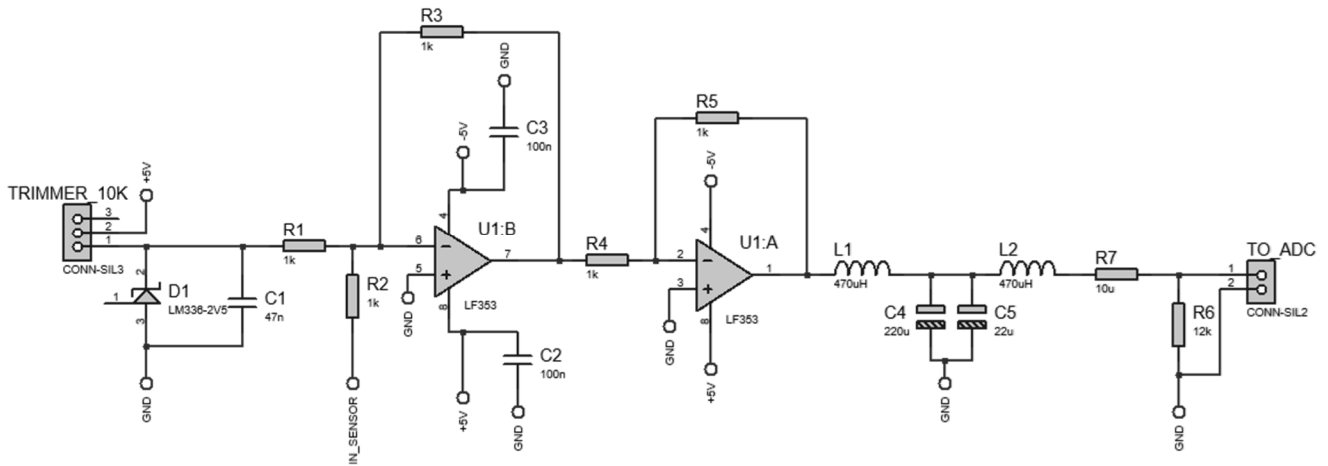 TRIMMER_10K
3
2
1
CONN-SIL3
+5V
D1
LM336-2V5
2
1
3
GND
C1
47n
R1
1k
R2
1k
IN_SENSOR
R3
1k
-5V
GND
C3
100n
4
6
5
7
8
U1:B
LF353
GND
+5V
C2
100n
GND
R4
1k
R5
1k
-5V
4
2
3
1
8
U1:A
LF353
GND
+5V
L1
470uH
C4
220u
C5
22u
GND
L2
470uH
R7
10u
R6
12k
GND
TO_ADC
1
2
CONN-SIL2